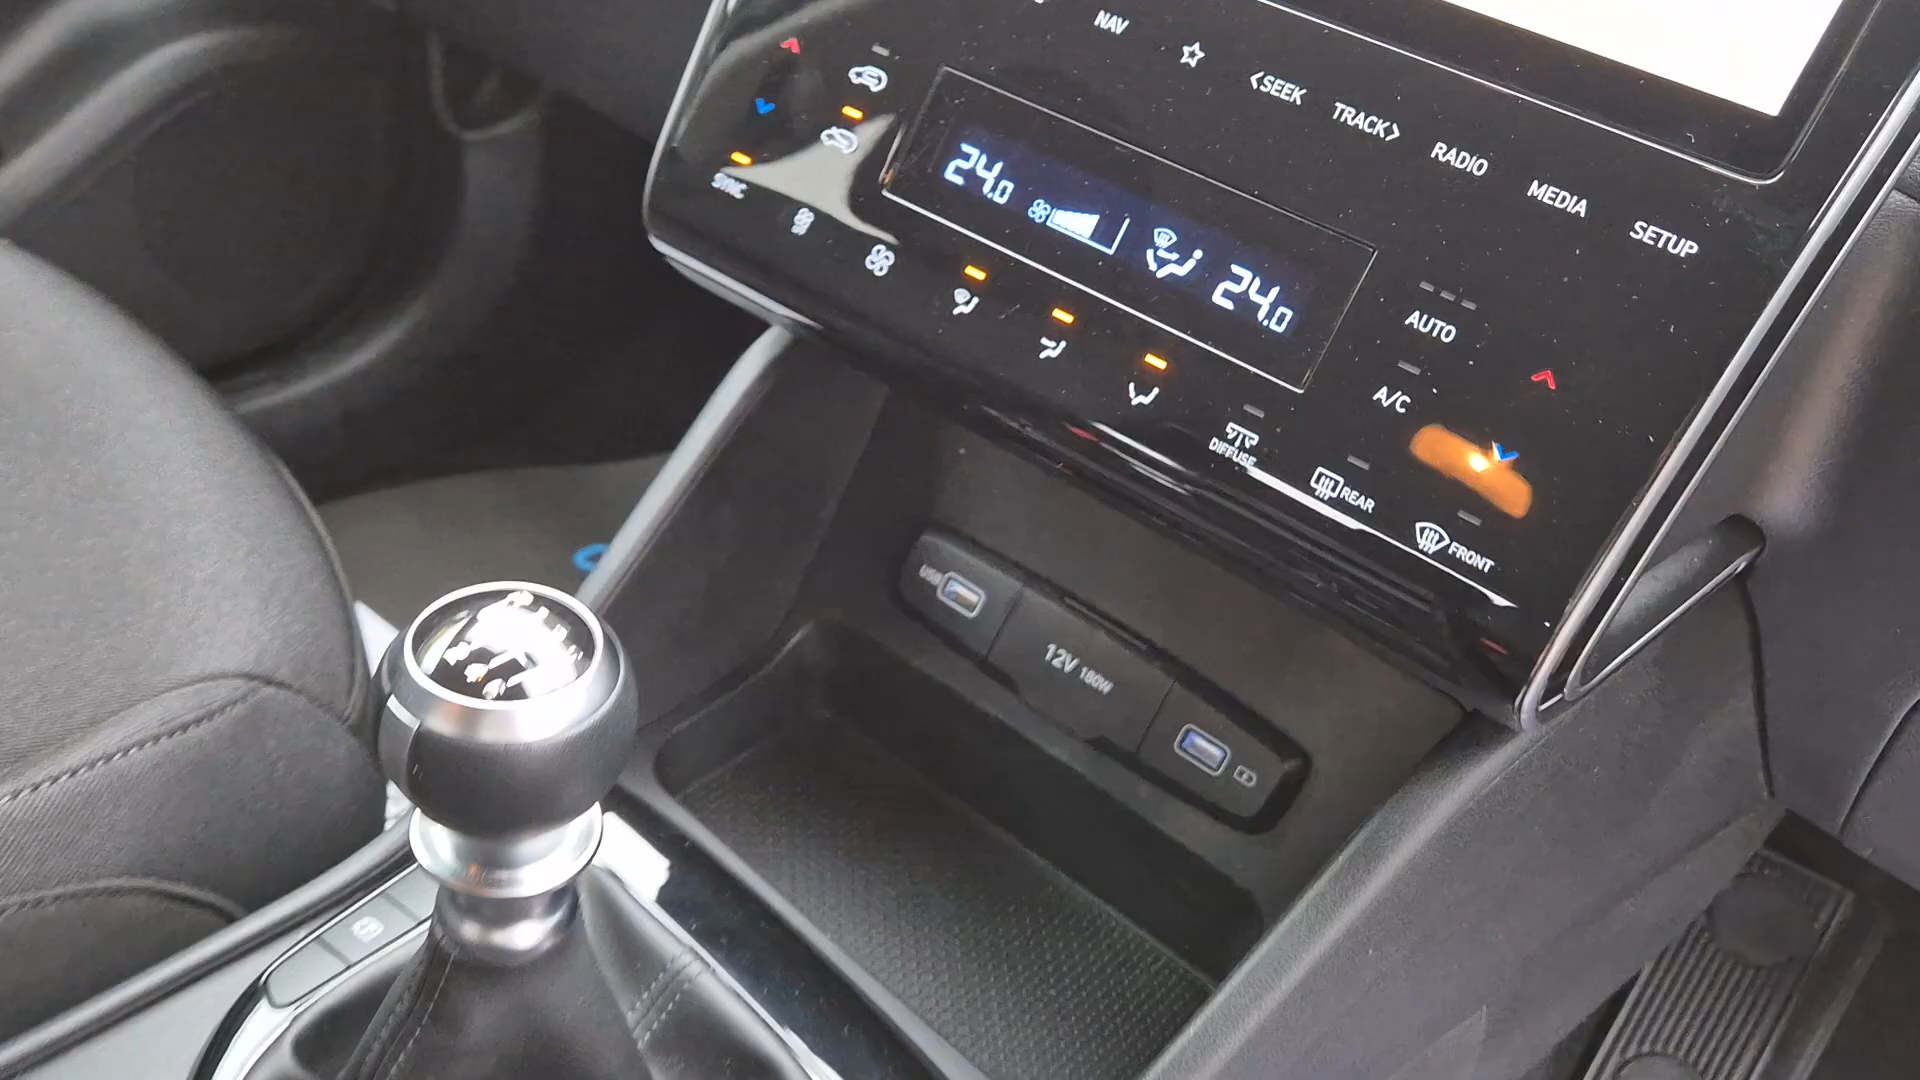 NAV
<SEEK
TRACK>
RADIO
MEDIA
SETUP
SYNC
24.0
24.0
AUTO
A/C
DIFFUSE
REAR
FRONT
USB
12V 180W